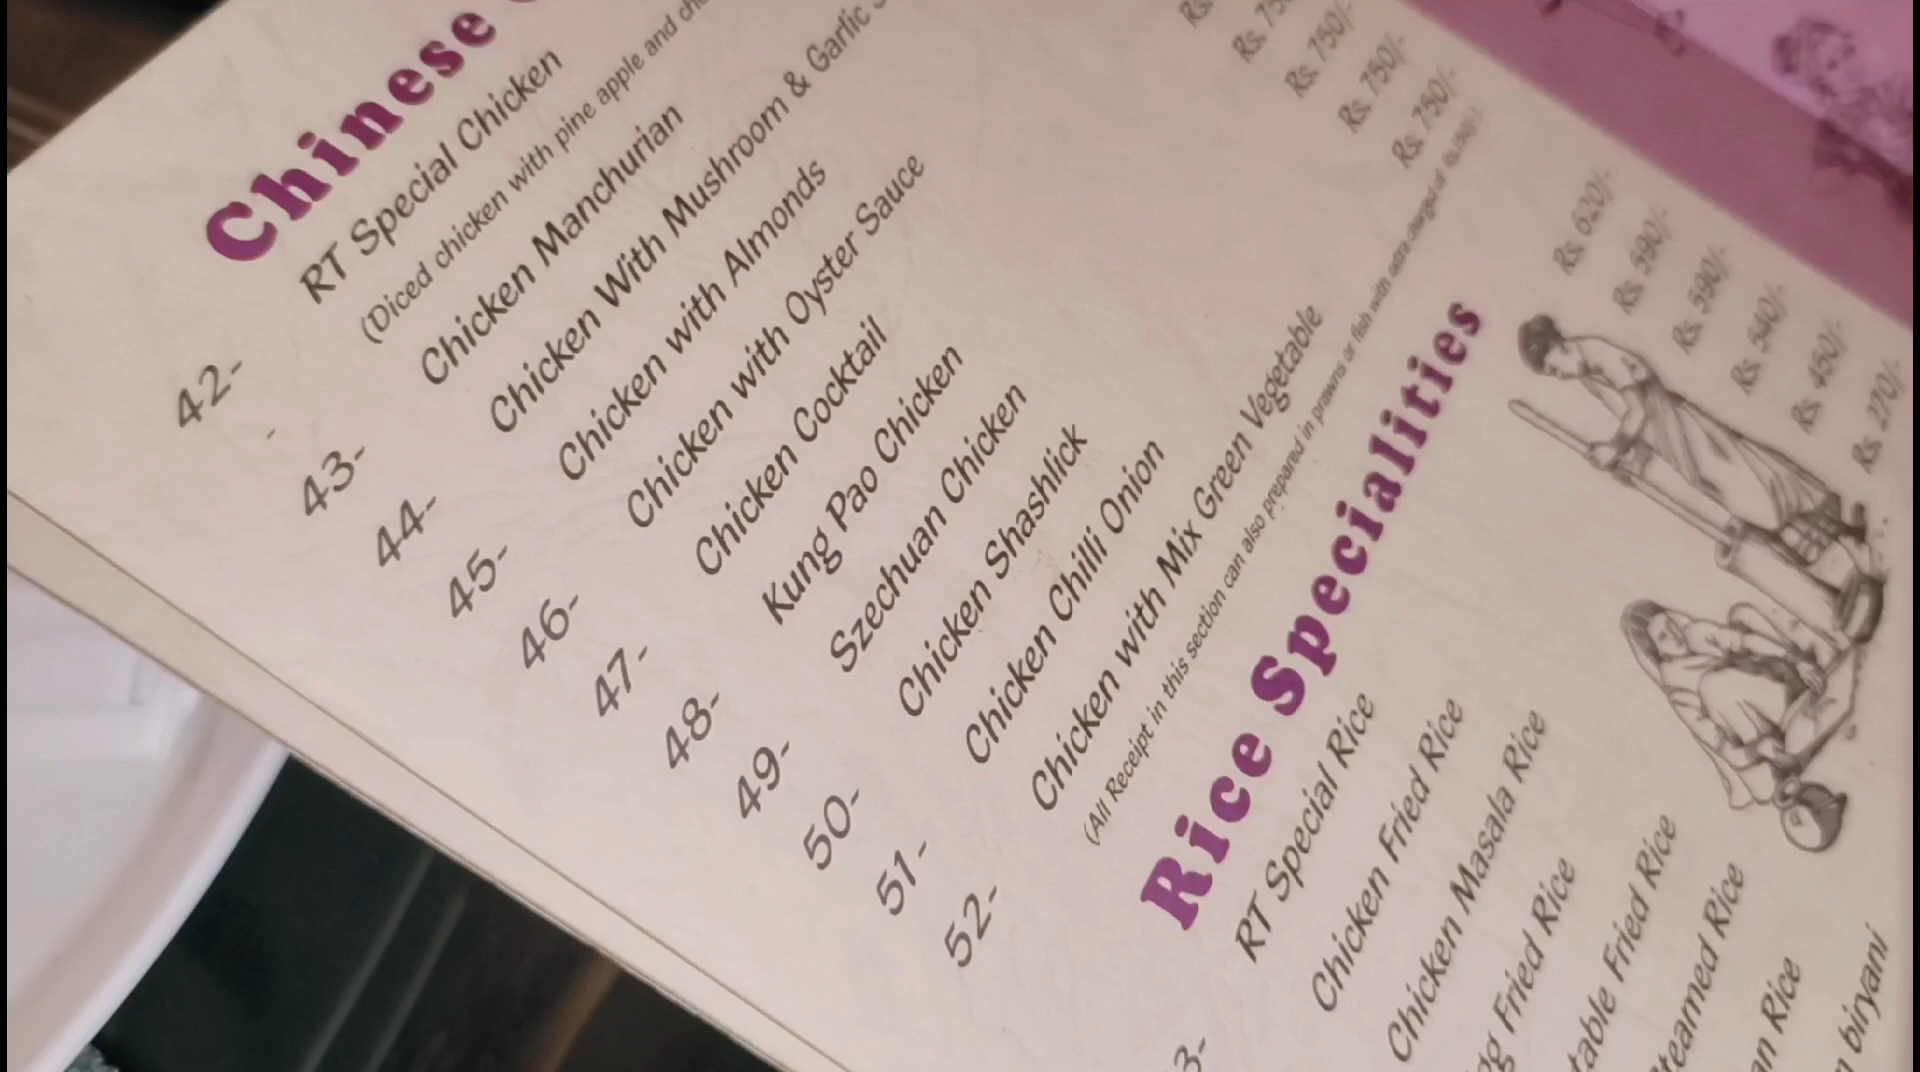 Chinese
42- RT Special Chicken
(Diced chicken with pine apple and
43- Chicken Manchurian
44- Chicken With Mushroom & Garlic
45- Chicken with Almonds
46- Chicken with Oyster Sauce
47- Chicken Cocktail
48- Kung Pao Chicken
49- Szechuan Chicken
50- Chicken Shashlick
51- Chicken Chilli Onion
52- Chicken with Mix Green Vegetable
Rs.
Rs. 750/-
Rs. 750/-
Rs. 750/-
(All Receipt in this section can also prepared in prawns or fish with extra charges of
Rice Specialities
RT Special Rice Rs. 620/-
Chicken Fried Rice Rs. 590/-
Chicken Masala Rice Rs. 590/-
Fried Rice Rs. 540/-
Fried Rice Rs. 450/-
Rice Rs. 270/-
Rice
biryani